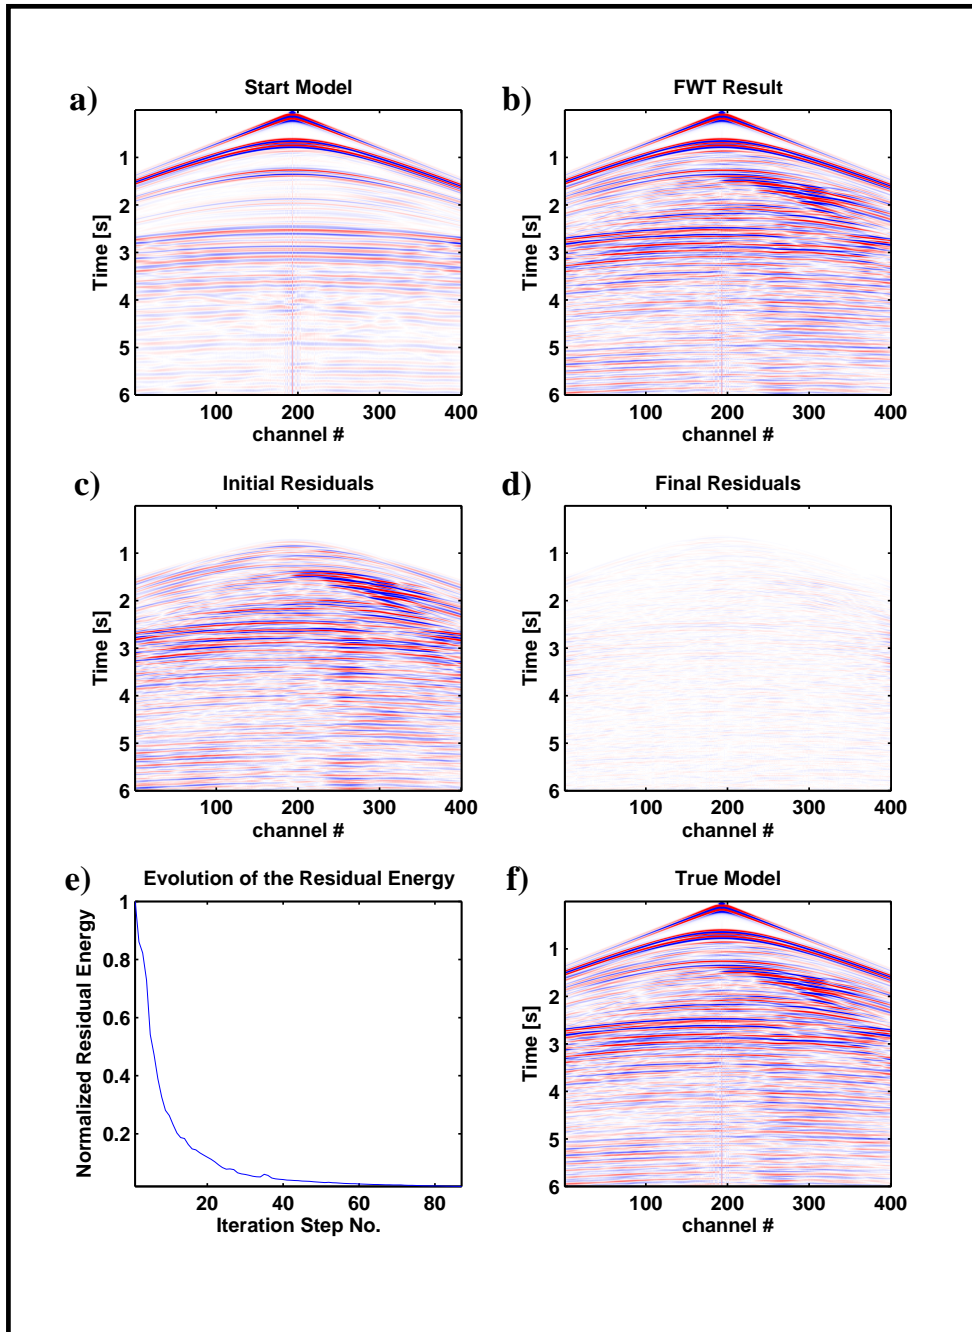 a)
Start Model
Time [s]
1
2
3
4
5
6
100
200
300
400
channel #
b)
FWT Result
Time [s]
1
2
3
4
5
6
100
200
300
400
channel #
c)
Initial Residuals
Time [s]
1
2
3
4
5
6
100
200
300
400
channel #
d)
Final Residuals
Time [s]
1
2
3
4
5
6
100
200
300
400
channel #
e)
Evolution of the Residual Energy
Normalized Residual Energy
1
0.8
0.6
0.4
0.2
20
40
60
80
Iteration Step No.
f)
True Model
Time [s]
1
2
3
4
5
6
100
200
300
400
channel #